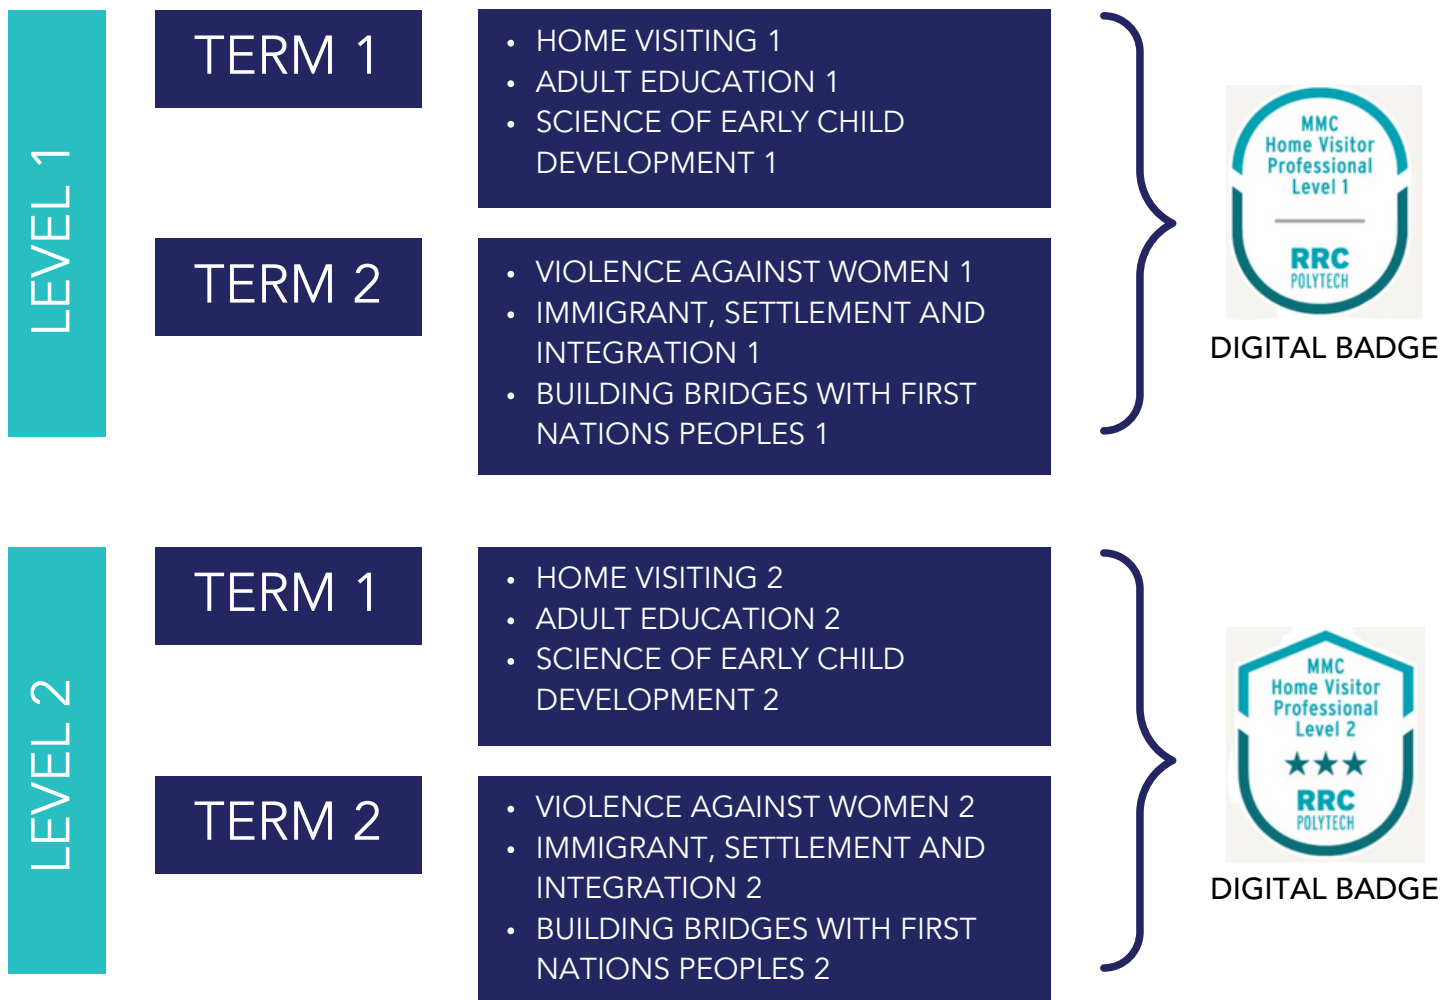 LEVEL 1
TERM 1
• HOME VISITING 1
• ADULT EDUCATION 1
• SCIENCE OF EARLY CHILD
DEVELOPMENT 1
TERM 2
• VIOLENCE AGAINST WOMEN 1
• IMMIGRANT, SETTLEMENT AND
INTEGRATION 1
• BUILDING BRIDGES WITH FIRST
NATIONS PEOPLES 1
MMC
Home Visitor
Professional
Level 1
RRC
POLYTECH
DIGITAL BADGE
LEVEL 2
TERM 1
• HOME VISITING 2
• ADULT EDUCATION 2
• SCIENCE OF EARLY CHILD
DEVELOPMENT 2
TERM 2
• VIOLENCE AGAINST WOMEN 2
• IMMIGRANT, SETTLEMENT AND
INTEGRATION 2
• BUILDING BRIDGES WITH FIRST
NATIONS PEOPLES 2
MMC
Home Visitor
Professional
Level 2
RRC
POLYTECH
DIGITAL BADGE